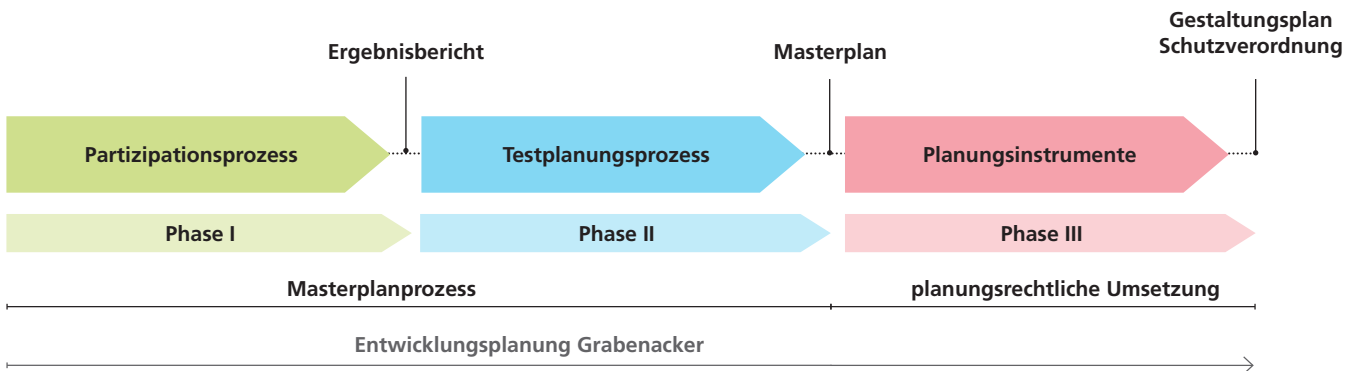 Gestaltungsplan
Schutzverordnung
Ergebnisbericht
Masterplan
Partizipationsprozess
Testplanungsprozess
Planungsinstrumente
Phase I
Phase II
Phase III
Masterplanprozess
planungsrechtliche Umsetzung
Entwicklungsplanung Grabenacker